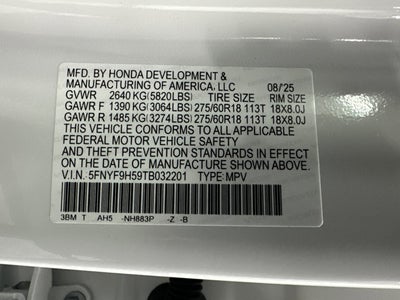 MFD. BY HONDA DEVELOPMENT &
MANUFACTURING OF AMERICA, LLC 08/25
GVWR 2640 KG(5820LBS) TIRE SIZE RIM SIZE
GAWR F 1390 KG(3064LBS) 275/60R18 113T 18X8.0J
GAWR R 1485 KG(3274LBS) 275/60R18 113T 18X8.0J
THIS VEHICLE CONFORMS TO ALL APPLICABLE
FEDERAL MOTOR VEHICLE SAFETY
AND THEFT PREVENTION STANDARDS IN EFFECT
ON THE DATE OF MANUFACTURE SHOWN ABOVE.
V.I.N.: 5FNYF9H59TB032201 TYPE: MPV
3BM T AH5 -NH883P -Z -B